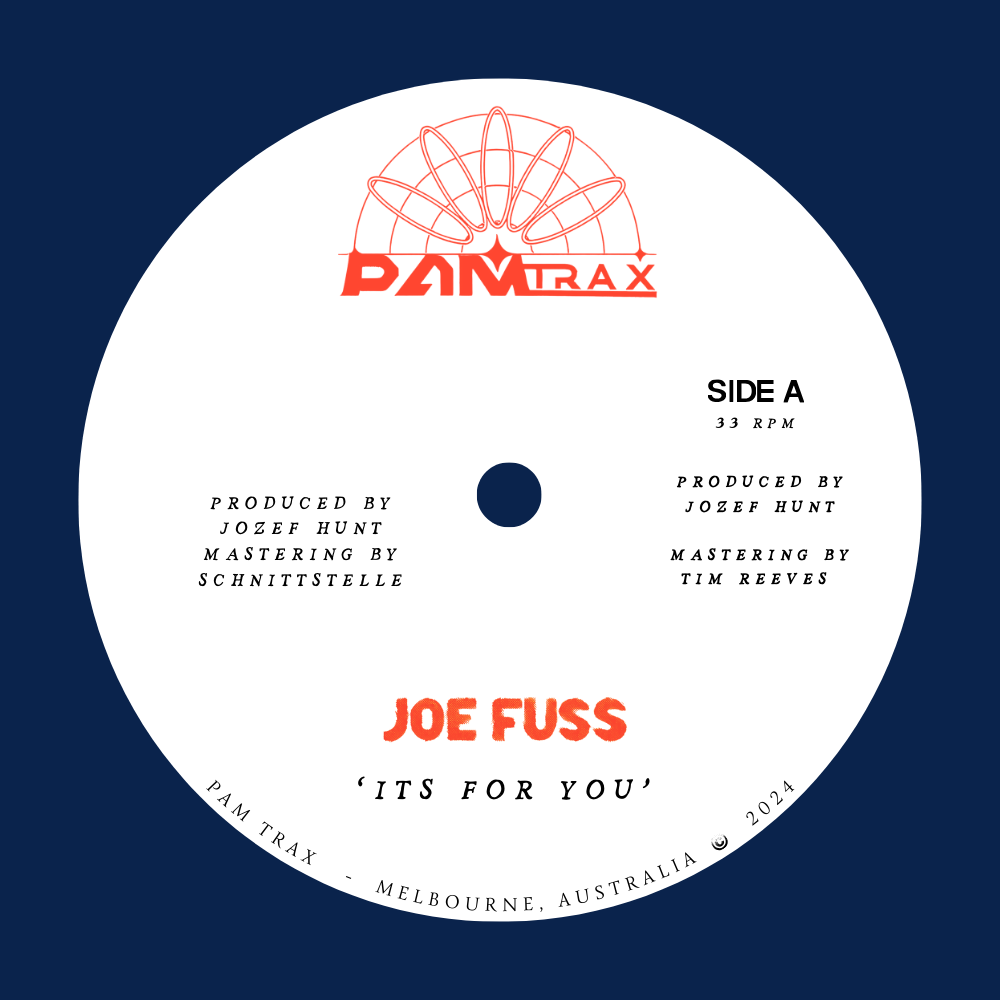 PAM TRAX
SIDE A
33 RPM
PRODUCED BY
JOZEF HUNT
MASTERING BY
SCHNITTSTELLE
PRODUCED BY
JOZEF HUNT
MASTERING BY
TIM REEVES
JOE FUSS
‘ITS FOR YOU’
PAM TRAX - MELBOURNE, AUSTRALIA © 2024